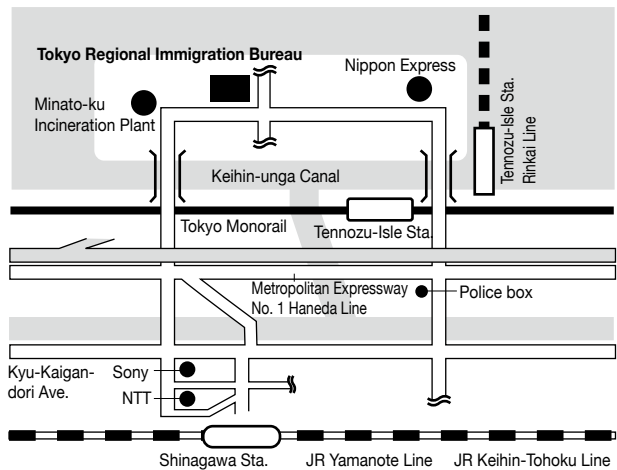 Tokyo Regional Immigration Bureau
Nippon Express
Minato-ku
Incineration Plant
Tennozu-Isle Sta.
Rinkai Line
Keihin-unga Canal
Tokyo Monorail
Tennozu-Isle Sta.
Metropolitan Expressway
No. 1 Haneda Line
Police box
Kyu-Kaigan-
dori Ave.
Sony
NTT
Shinagawa Sta.
JR Yamanote Line
JR Keihin-Tohoku Line